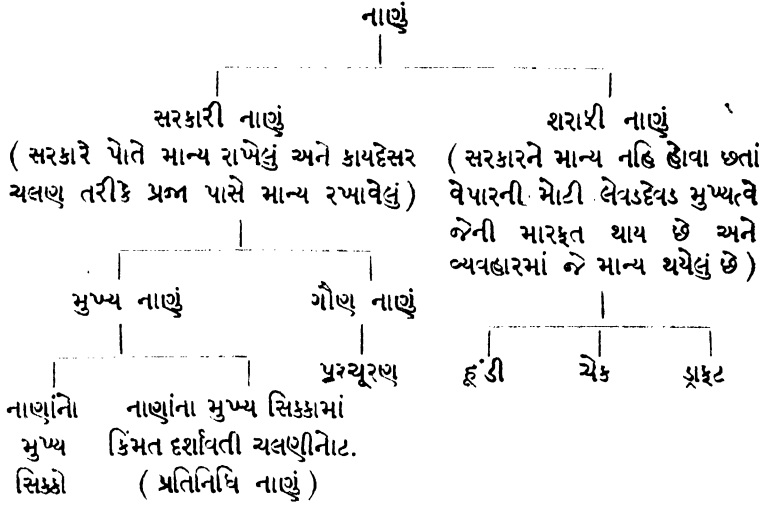 નાણું
સરકારી નાણું
( સરકારે પોતે માન્ય રાખેલું અને કાયદેસર
ચલણ તરીકે પ્રજા પાસે માન્ય રખાવેલું )
શરાફી નાણું
( સરકારને માન્ય નહિ હોવા છતાં
વેપારની મોટી લેવડદેવડ મુખ્યત્વે
જેની મારફત થાય છે અને
વ્યવહારમાં જે માન્ય થયેલું છે )
મુખ્ય નાણું
ગૌણ નાણું
નાણાંનો
મુખ્ય
સિક્કો
નાણાંના મુખ્ય સિક્કામાં
કિંમત દર્શાવતી ચલણીનોટ.
( પ્રતિનિધિ નાણું )
પરચૂરણ
હૂંડી
ચેક
ડ્રાફ્ટ